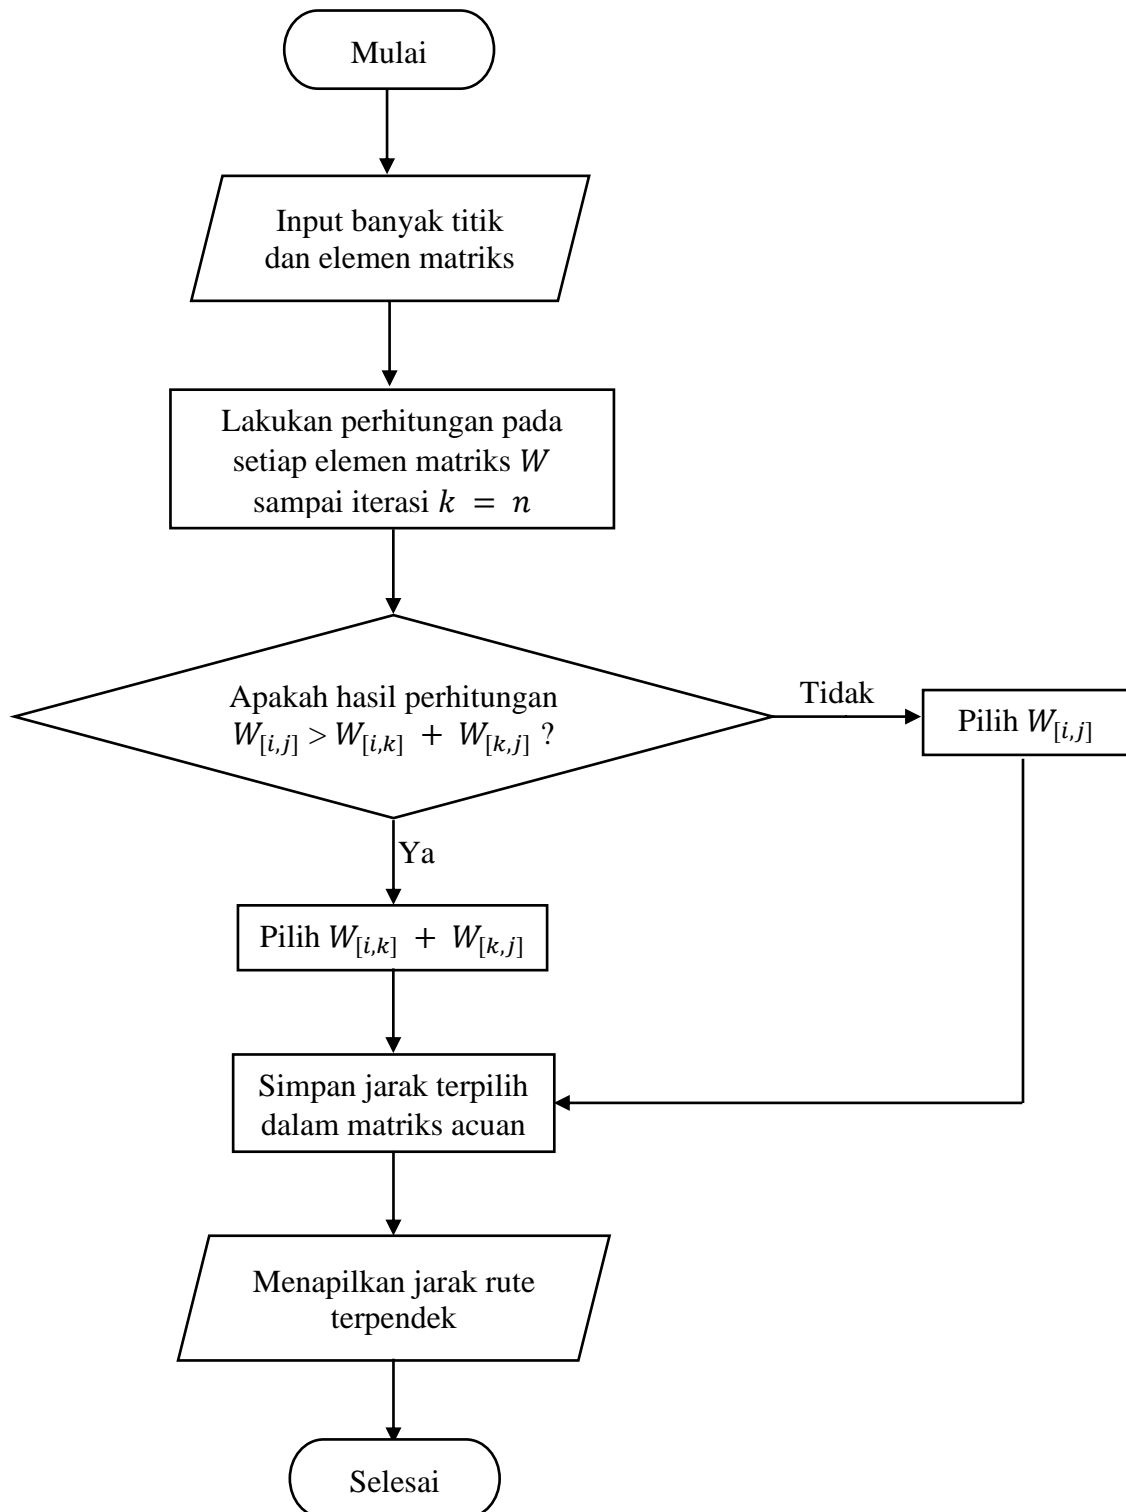 Mulai
Input banyak titik
dan elemen matriks
Lakukan perhitungan pada
setiap elemen matriks W
sampai iterasi k = n
Apakah hasil perhitungan
W[i,j] > W[i,k] + W[k,j] ?
Tidak
Pilih W[i,j]
Ya
Pilih W[i,k] + W[k,j]
Simpan jarak terpilih
dalam matriks acuan
Menapilkan jarak rute
terpendek
Selesai